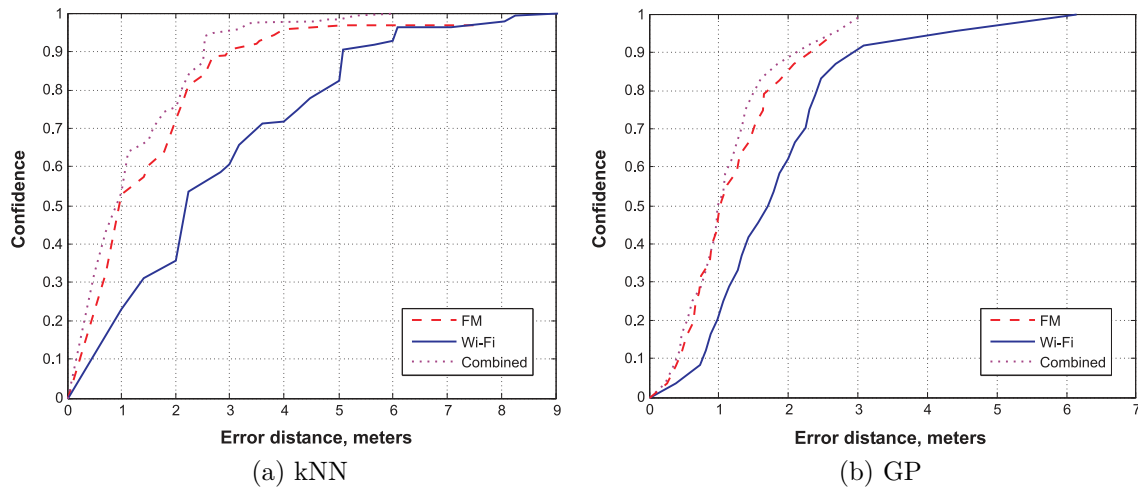 1
0.9
0.8
0.7
0.6
0.5
0.4
0.3
0.2
0.1
0
Confidence
FM
Wi-Fi
Combined
0 1 2 3 4 5 6 7 8 9
Error distance, meters
(a) kNN
1
0.9
0.8
0.7
0.6
0.5
0.4
0.3
0.2
0.1
0
Confidence
FM
Wi-Fi
Combined
0 1 2 3 4 5 6 7
Error distance, meters
(b) GP